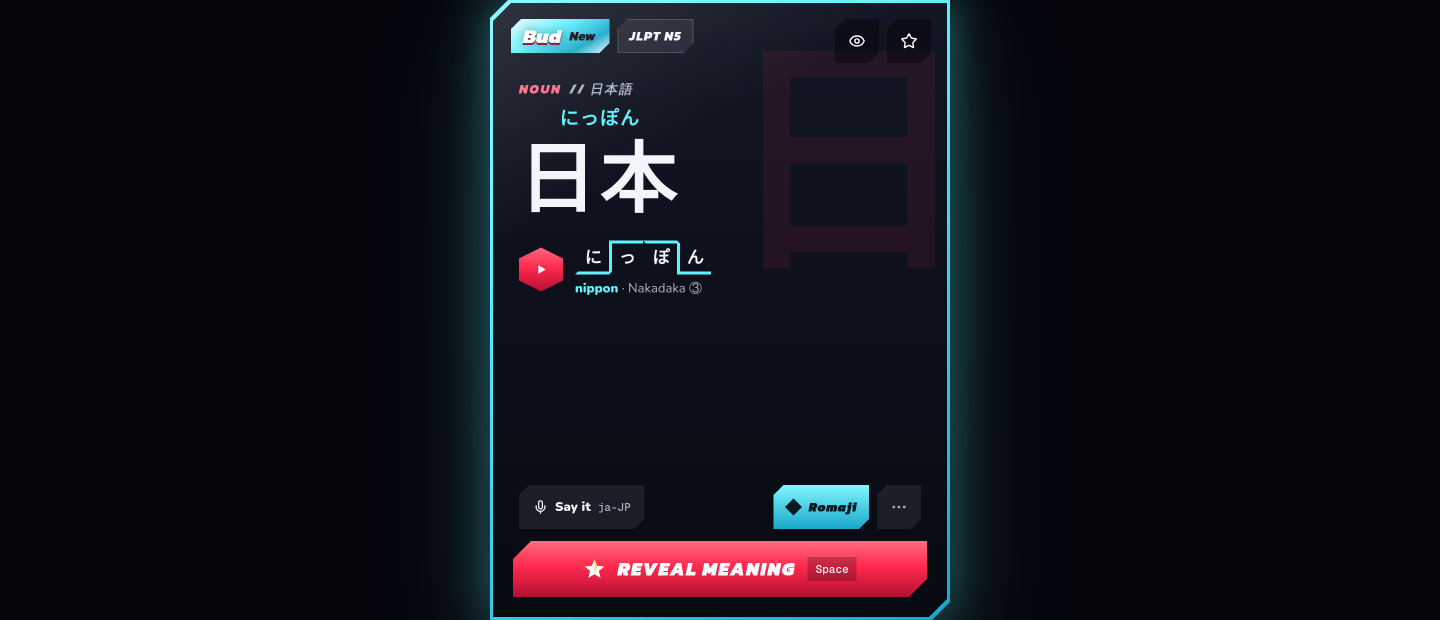 Bud New JLPT N5
NOUN // 日本語
にっぽん
日本
にっぽん
nippon · Nakadaka ③
Say it ja-JP
Romaji
REVEAL MEANING Space
日